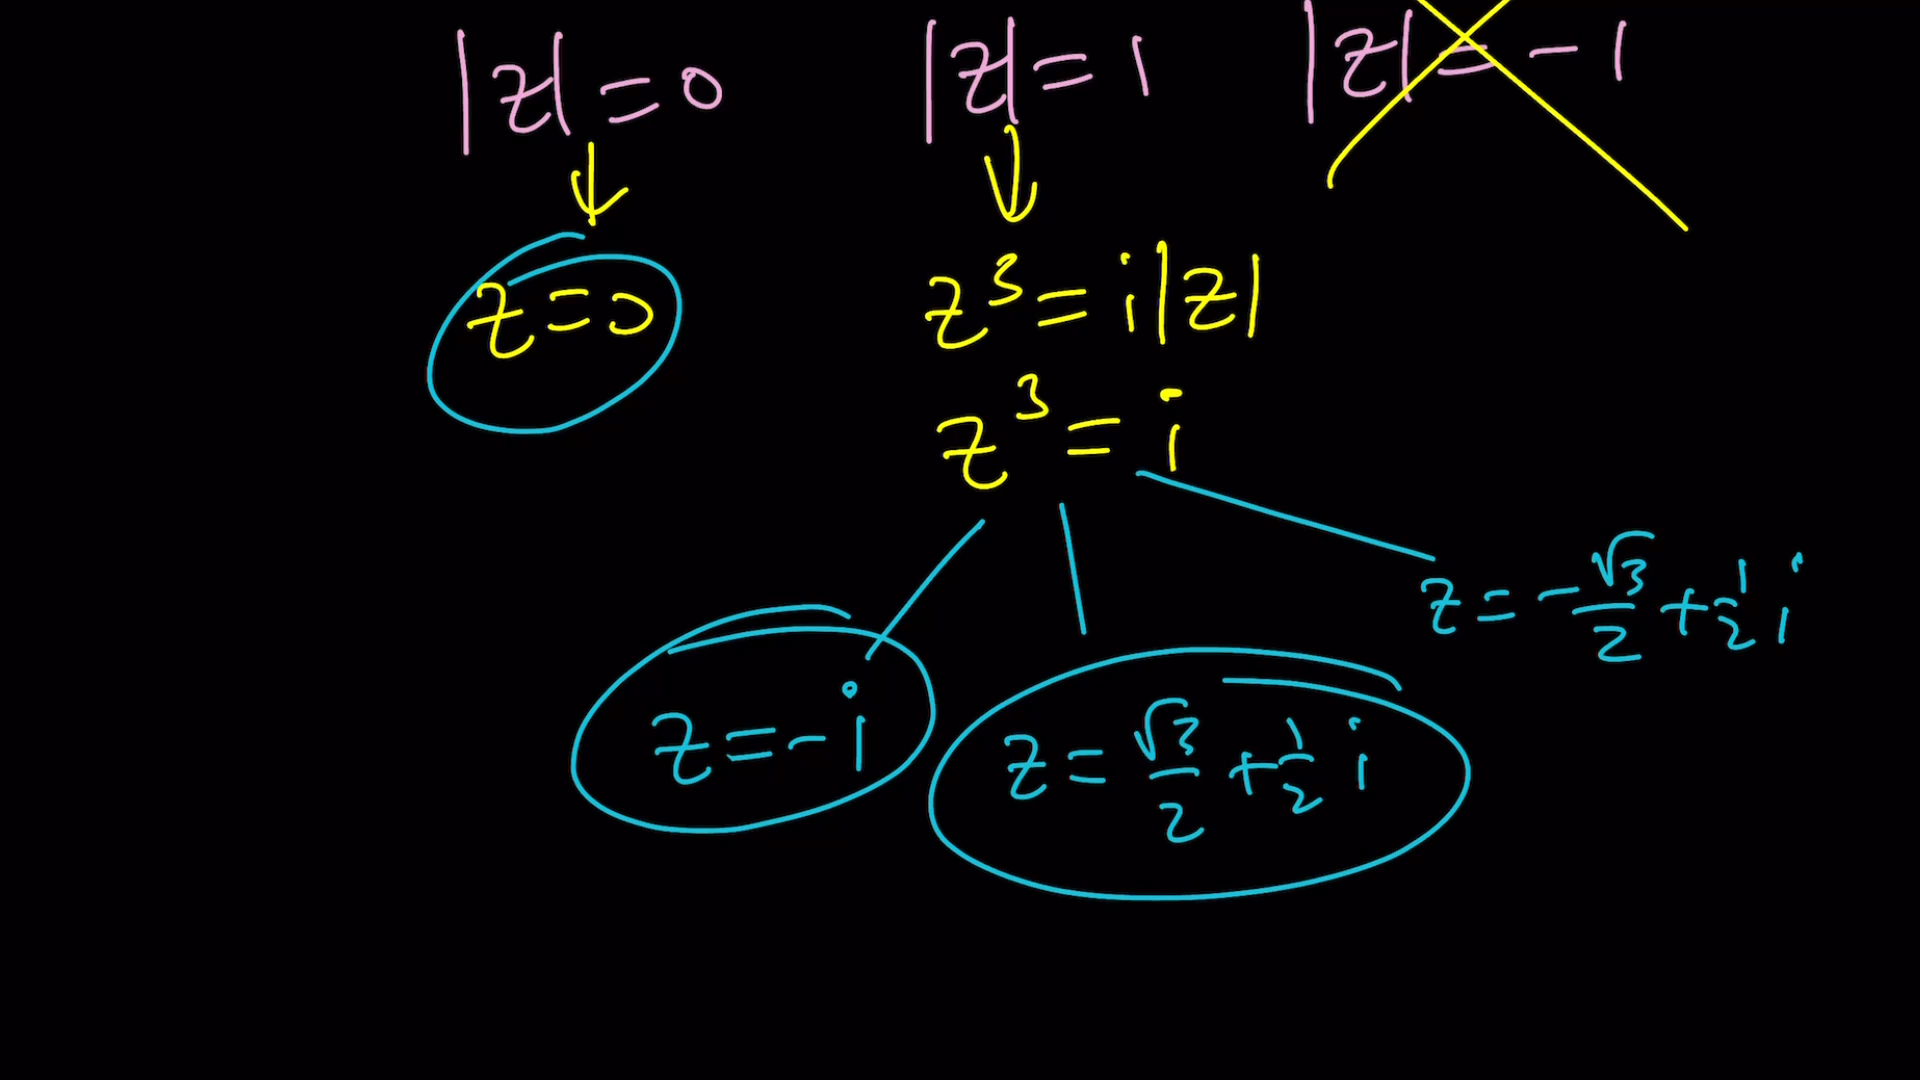 |z| = 0 |z| = 1 |z| = -1
z = 0 z³ = i|z|
z³ = i
z = -√3/2 + 1/2 i
z = -i z = √3/2 + 1/2 i